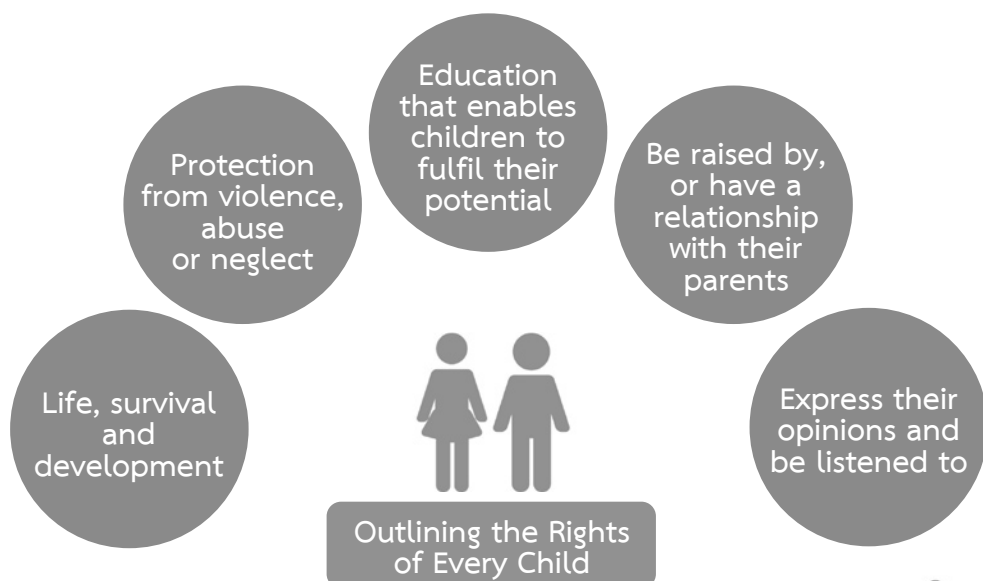 Life, survival
and
development
Protection
from violence,
abuse
or neglect
Education
that enables
children to
fulfil their
potential
Be raised by,
or have a
relationship
with their
parents
Express their
opinions and
be listened to
Outlining the Rights
of Every Child